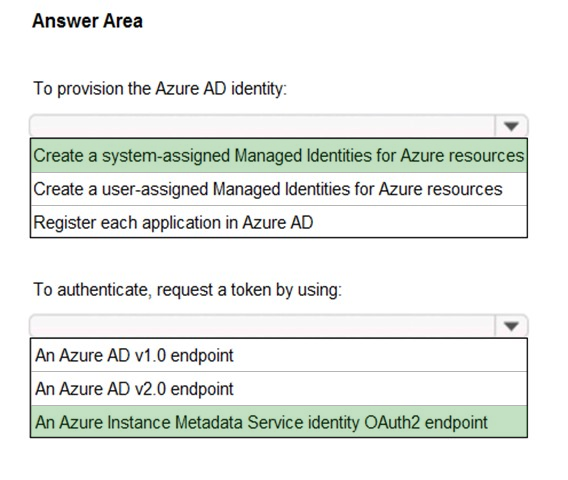 Answer Area
To provision the Azure AD identity:
Create a system-assigned Managed Identities for Azure resources
Create a user-assigned Managed Identities for Azure resources
Register each application in Azure AD
To authenticate, request a token by using:
An Azure AD v1.0 endpoint
An Azure AD v2.0 endpoint
An Azure Instance Metadata Service identity OAuth2 endpoint